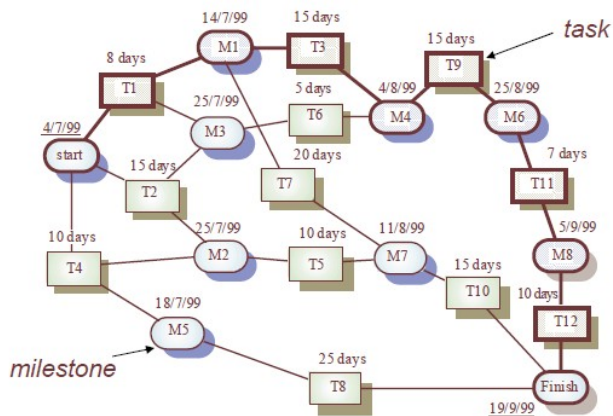 14/7/99
15 days
15 days
task
M1
T3
T9
8 days
T1
25/7/99
5 days
4/8/99
25/8/99
4/7/99
M3
T6
M4
M6
start
15 days
20 days
7 days
T2
T7
T11
10 days
25/7/99
10 days
11/8/99
5/9/99
T4
M2
T5
M7
15 days
M8
18/7/99
T10
10 days
M5
T12
milestone
25 days
T8
Finish
19/9/99